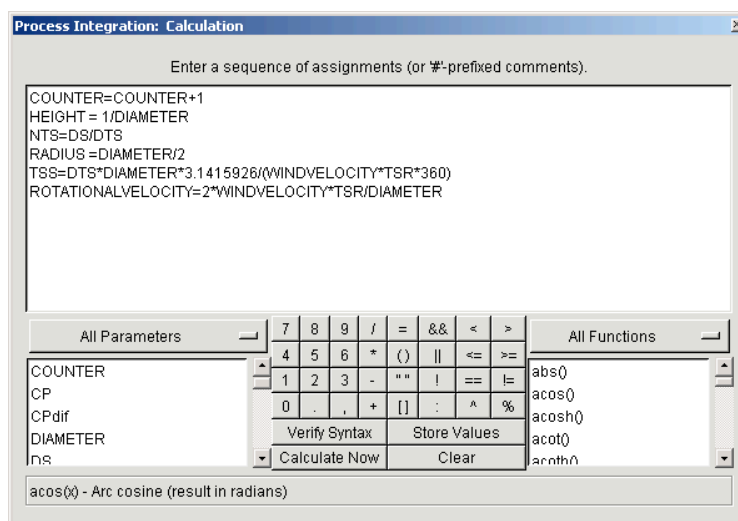 Process Integration: Calculation
Enter a sequence of assignments (or '#'-prefixed comments).
COUNTER=COUNTER+1
HEIGHT = 1/DIAMETER
NTS=DS/DTS
RADIUS =DIAMETER/2
TSS=DTS*DIAMETER*3.1415926/(WINDVELOCITY*TSR*360)
ROTATIONALVELOCITY=2*WINDVELOCITY*TSR/DIAMETER
All Parameters
COUNTER
CP
CPdif
DIAMETER
DS
7 8 9 / = && < >
4 5 6 * () || <= >=
1 2 3 - " " ! == !=
0 . , + [] : ^ %
Verify Syntax Store Values
Calculate Now Clear
All Functions
abs()
acos()
acosh()
acot()
acoth()
acos(x) - Arc cosine (result in radians)